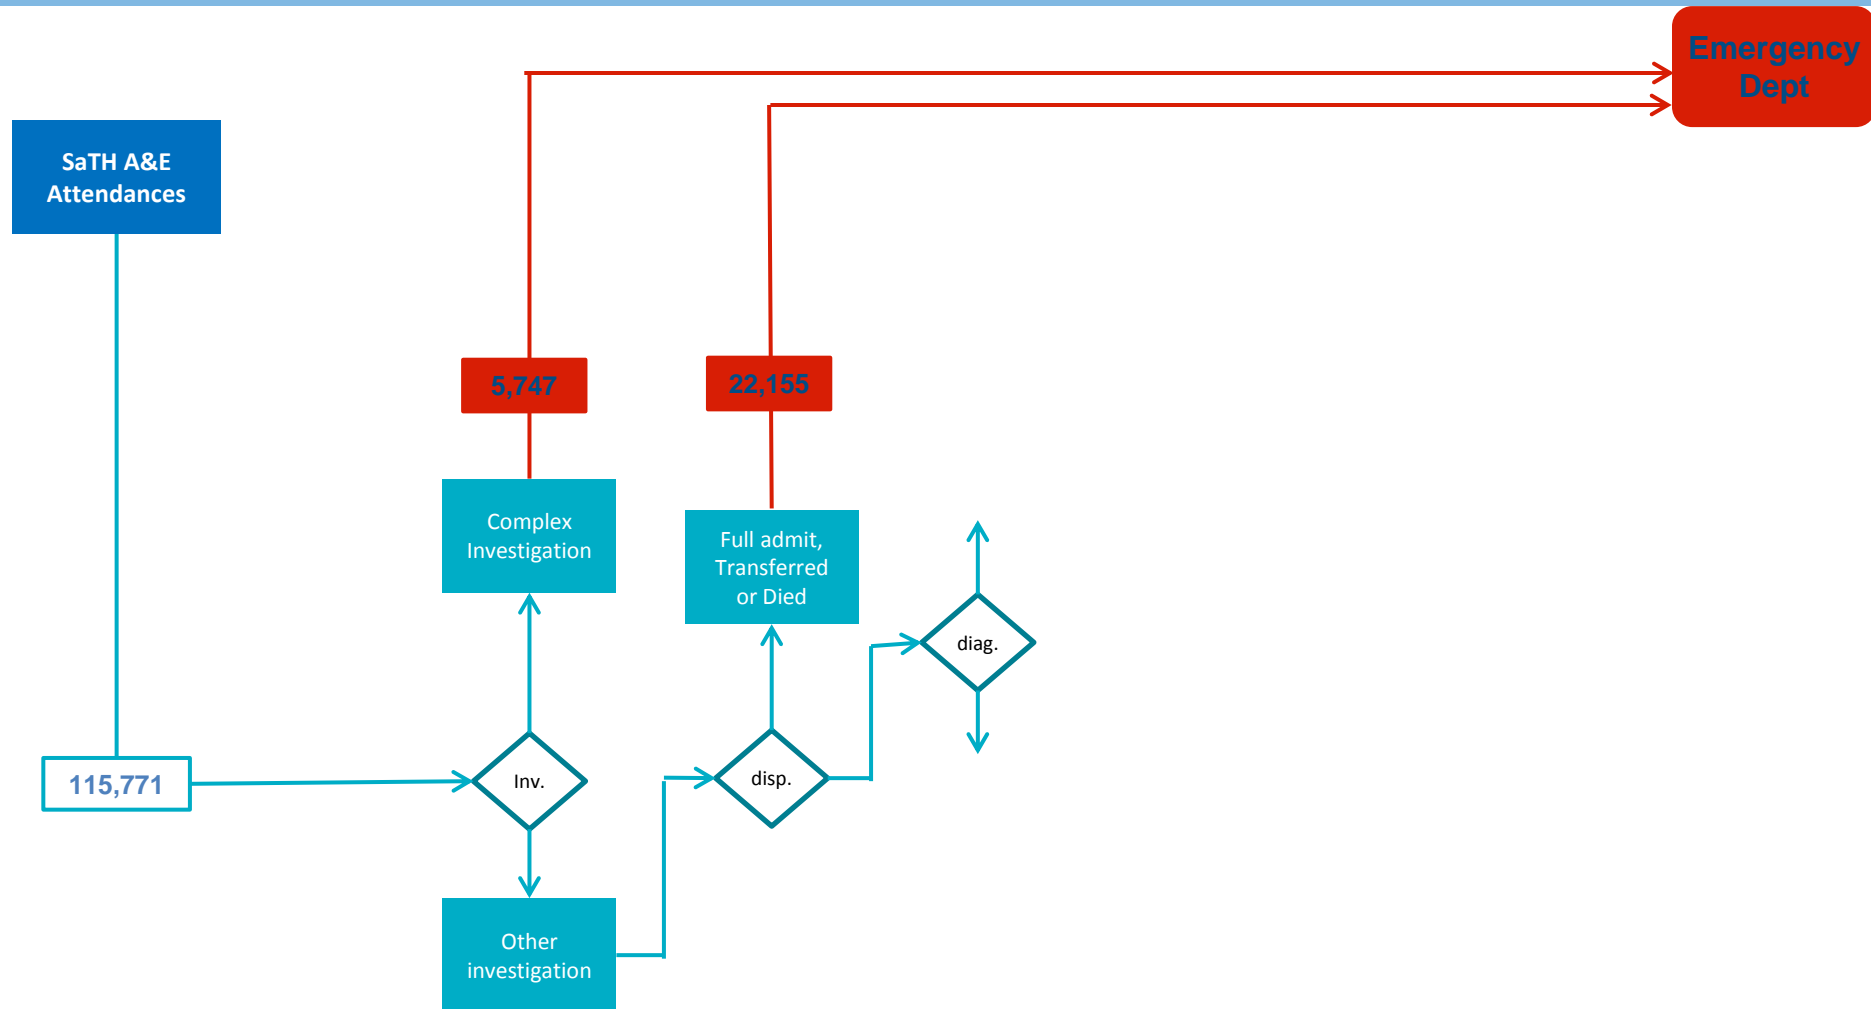 Emergency
Dept
SaTH A&E
Attendances
5,747
22,155
Complex
Investigation
Full admit,
Transferred
or Died
diag.
115,771
Inv.
disp.
Other
investigation